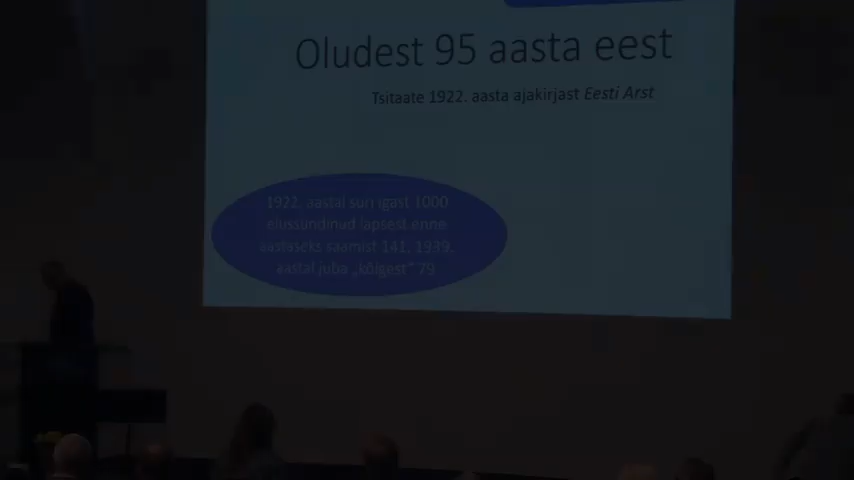 Oludest 95 aasta eest
Tsitaate 1922. aasta ajakirjast Eesti Arst
1922. aastal suri igast 1000
elussündinud lapsest enne
aastaseks saamist 141, 1939.
aastal juba „kõigest" 79